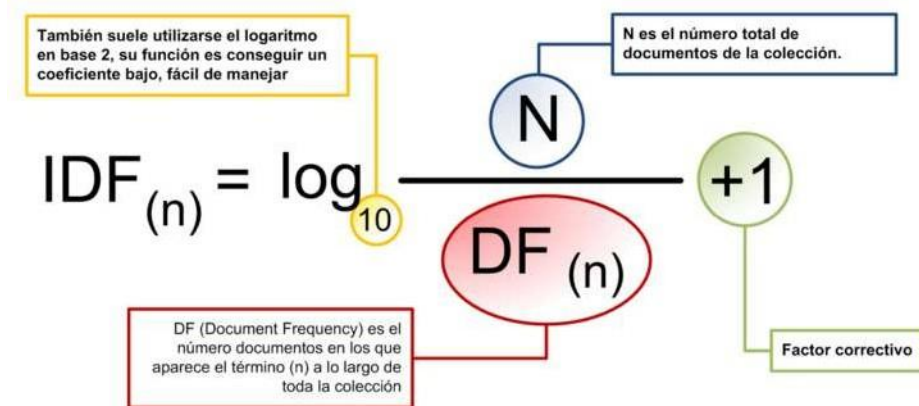 También suele utilizarse el logaritmo
en base 2, su función es conseguir un
coeficiente bajo, fácil de manejar
N es el número total de
documentos de la colección.
IDF (n) = log 10 N / DF (n) +1
DF (Document Frequency) es el
número documentos en los que
aparece el término (n) a lo largo de
toda la colección
Factor correctivo